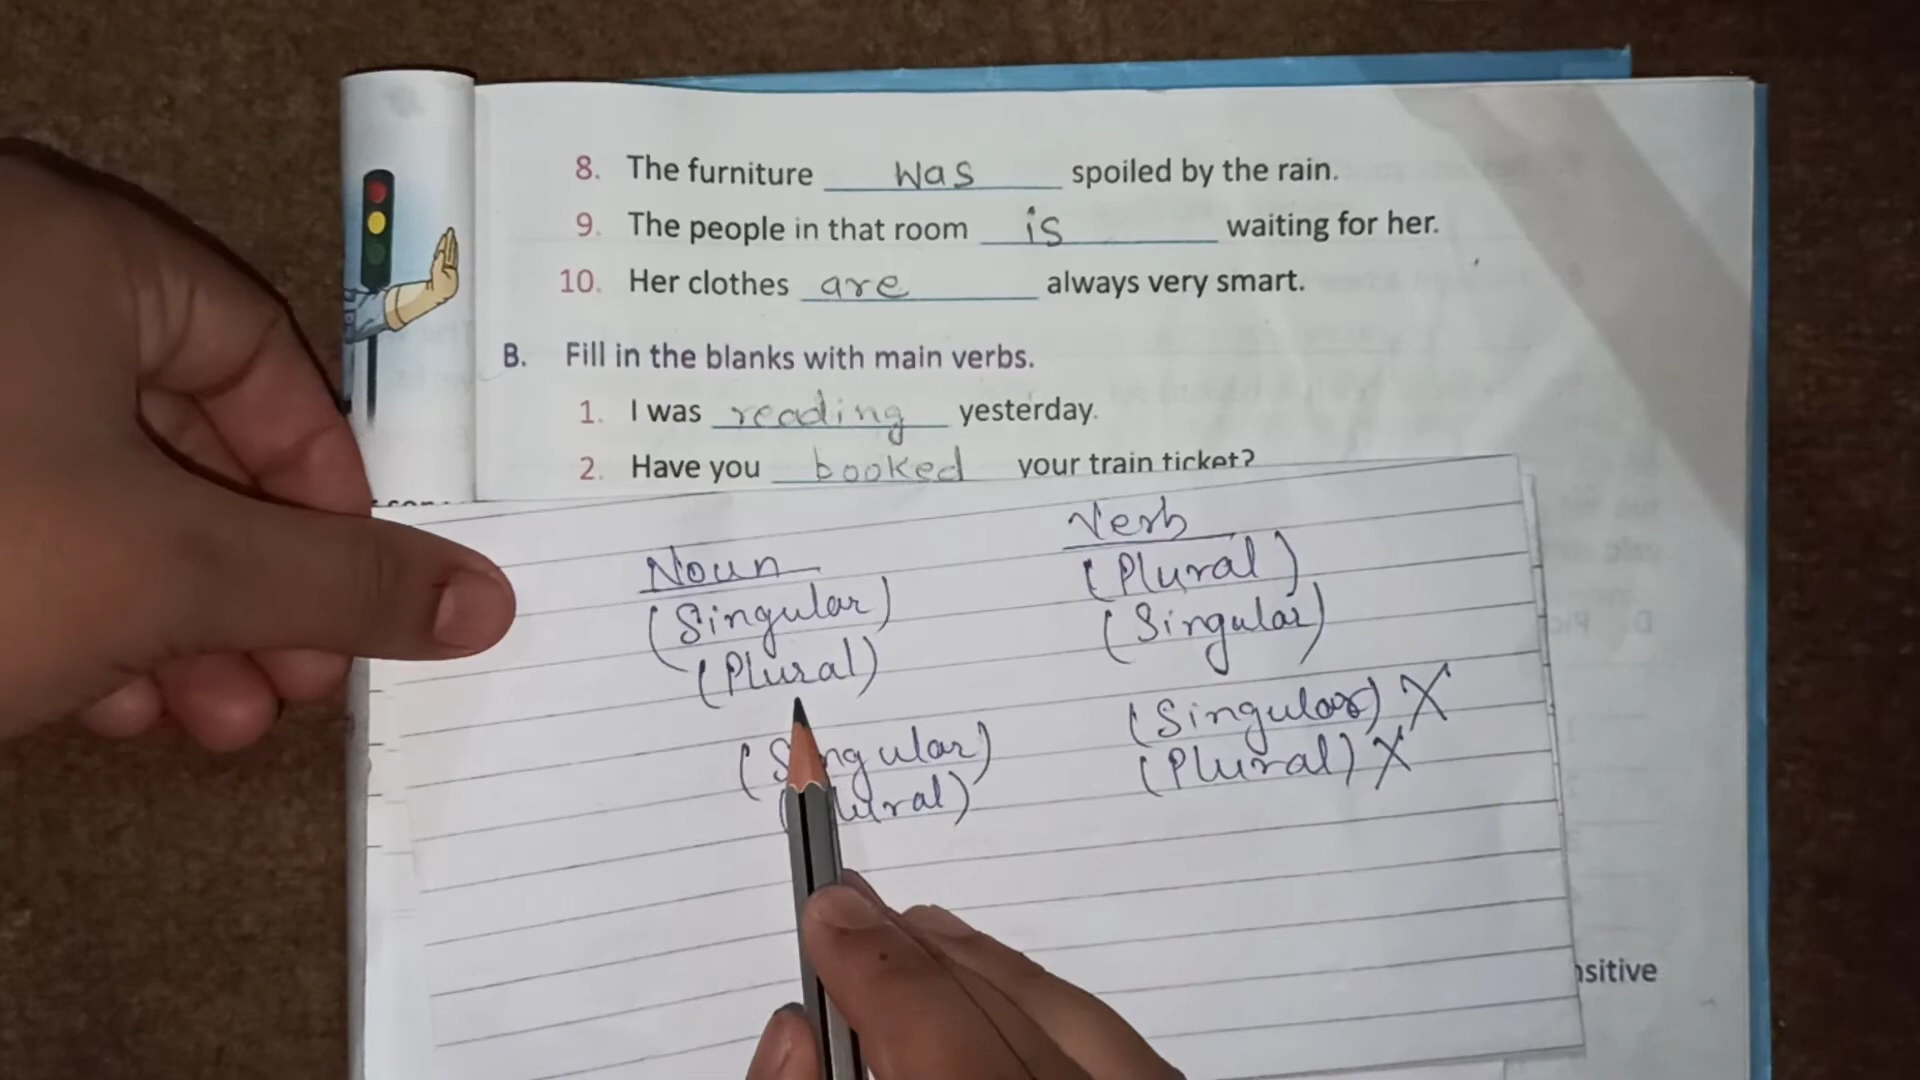 8. The furniture was spoiled by the rain.
9. The people in that room is waiting for her.
10. Her clothes are always very smart.
B. Fill in the blanks with main verbs.
1. I was reading yesterday.
2. Have you booked your train ticket?
Noun Verb
(Singular) (Plural)
(Plural) (Singular)
(Singular) (Singular) X
(Plural) (Plural) X